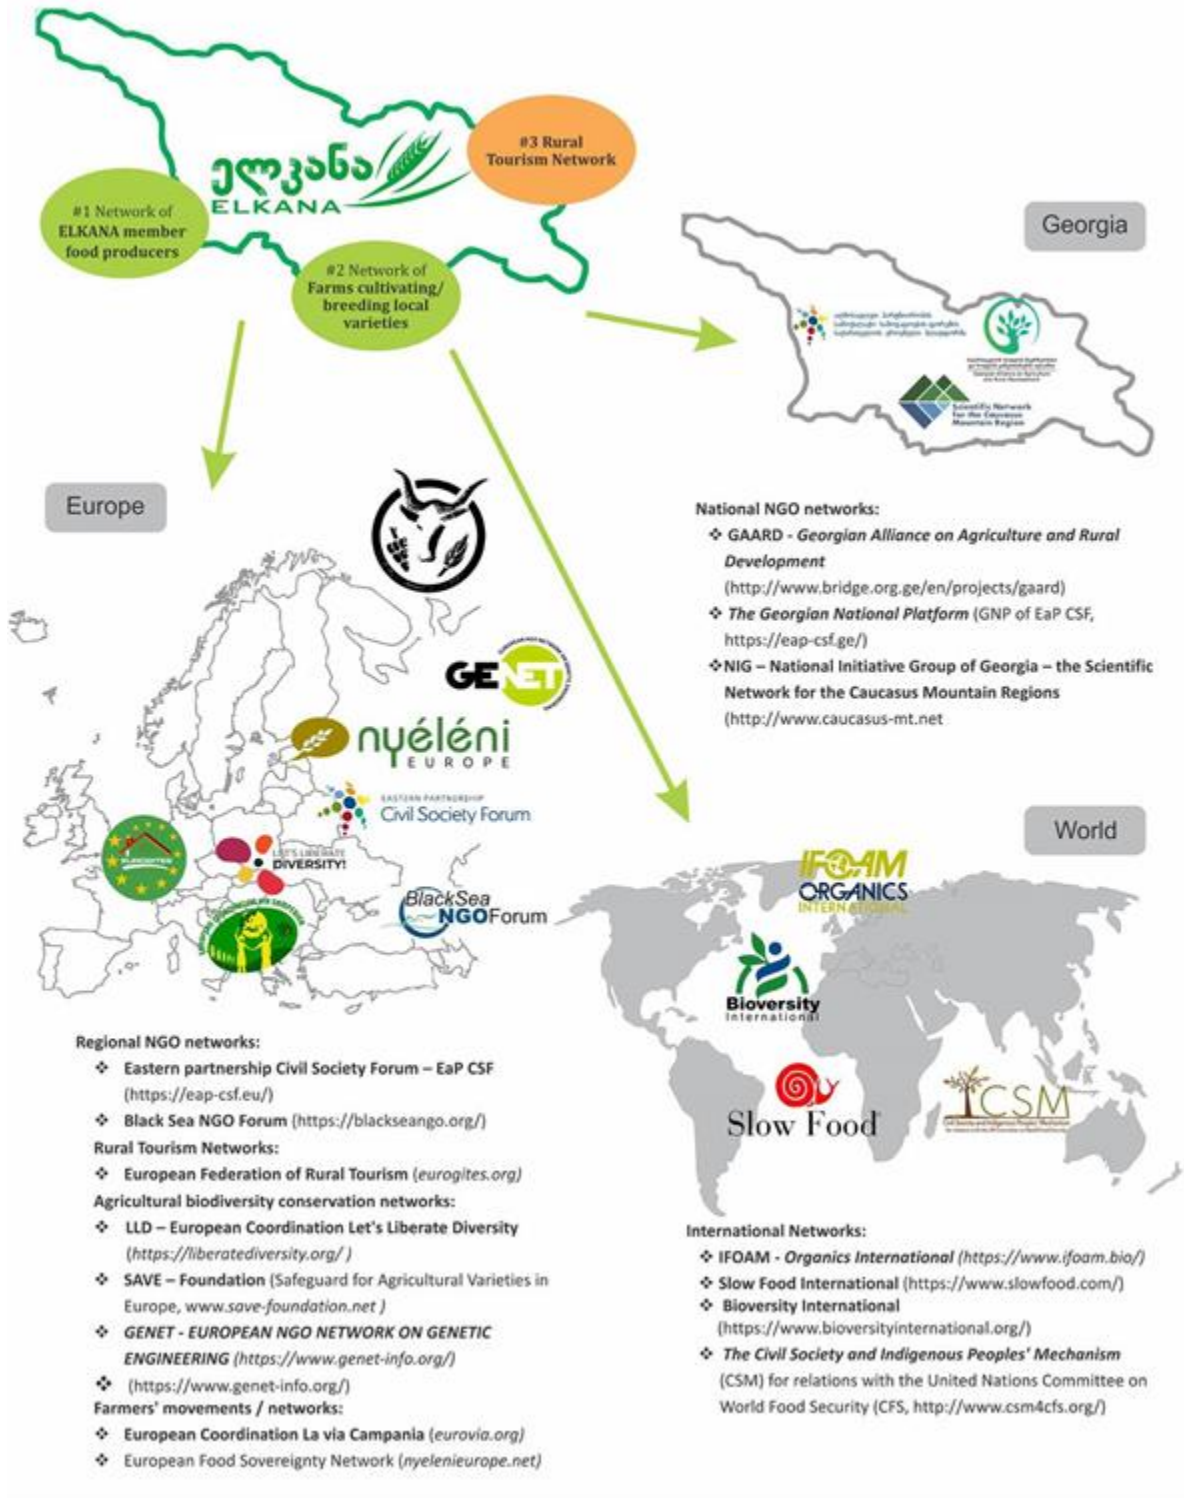 #3 Rural
Tourism Network
ელკანა
ELKANA
#1 Network of
ELKANA member
food producers
#2 Network of
Farms cultivating/
breeding local
varieties
Georgia
Scientific Network
for the Caucasus
Mountain Region
Europe
GENET
nyéléni
EUROPE
EASTERN PARTNERSHIP
Civil Society Forum
EUROGITES
LET'S LIBERATE
DIVERSITY!
BlackSea
NGOForum
National NGO networks:
❖ GAARD - Georgian Alliance on Agriculture and Rural
Development
(http://www.bridge.org.ge/en/projects/gaard)
❖ The Georgian National Platform (GNP of EaP CSF,
https://eap-csf.ge/)
❖NIG – National Initiative Group of Georgia – the Scientific
Network for the Caucasus Mountain Regions
(http://www.caucasus-mt.net
World
IFOAM
ORGANICS
INTERNATIONAL
Bioversity
International
Slow Food
CSM
Regional NGO networks:
❖ Eastern partnership Civil Society Forum – EaP CSF
(https://eap-csf.eu/)
❖ Black Sea NGO Forum (https://blackseango.org/)
Rural Tourism Networks:
❖ European Federation of Rural Tourism (eurogites.org)
Agricultural biodiversity conservation networks:
❖ LLD – European Coordination Let's Liberate Diversity
(https://liberatediversity.org/ )
❖ SAVE – Foundation (Safeguard for Agricultural Varieties in
Europe, www.save-foundation.net )
❖ GENET - EUROPEAN NGO NETWORK ON GENETIC
ENGINEERING (https://www.genet-info.org/)
❖ (https://www.genet-info.org/)
Farmers' movements / networks:
❖ European Coordination La via Campania (eurovia.org)
❖ European Food Sovereignty Network (nyelenieurope.net)
International Networks:
❖ IFOAM - Organics International (https://www.ifoam.bio/)
❖ Slow Food International (https://www.slowfood.com/)
❖ Bioversity International
(https://www.bioversityinternational.org/)
❖ The Civil Society and Indigenous Peoples' Mechanism
(CSM) for relations with the United Nations Committee on
World Food Security (CFS, http://www.csm4cfs.org/)